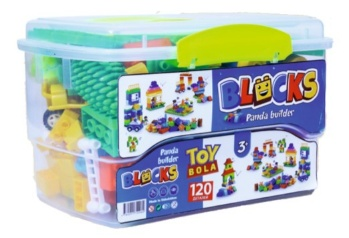 BLOCKS
Panda builder
Panda
builder
BLOCKS
TOY
BOLA
120
3+